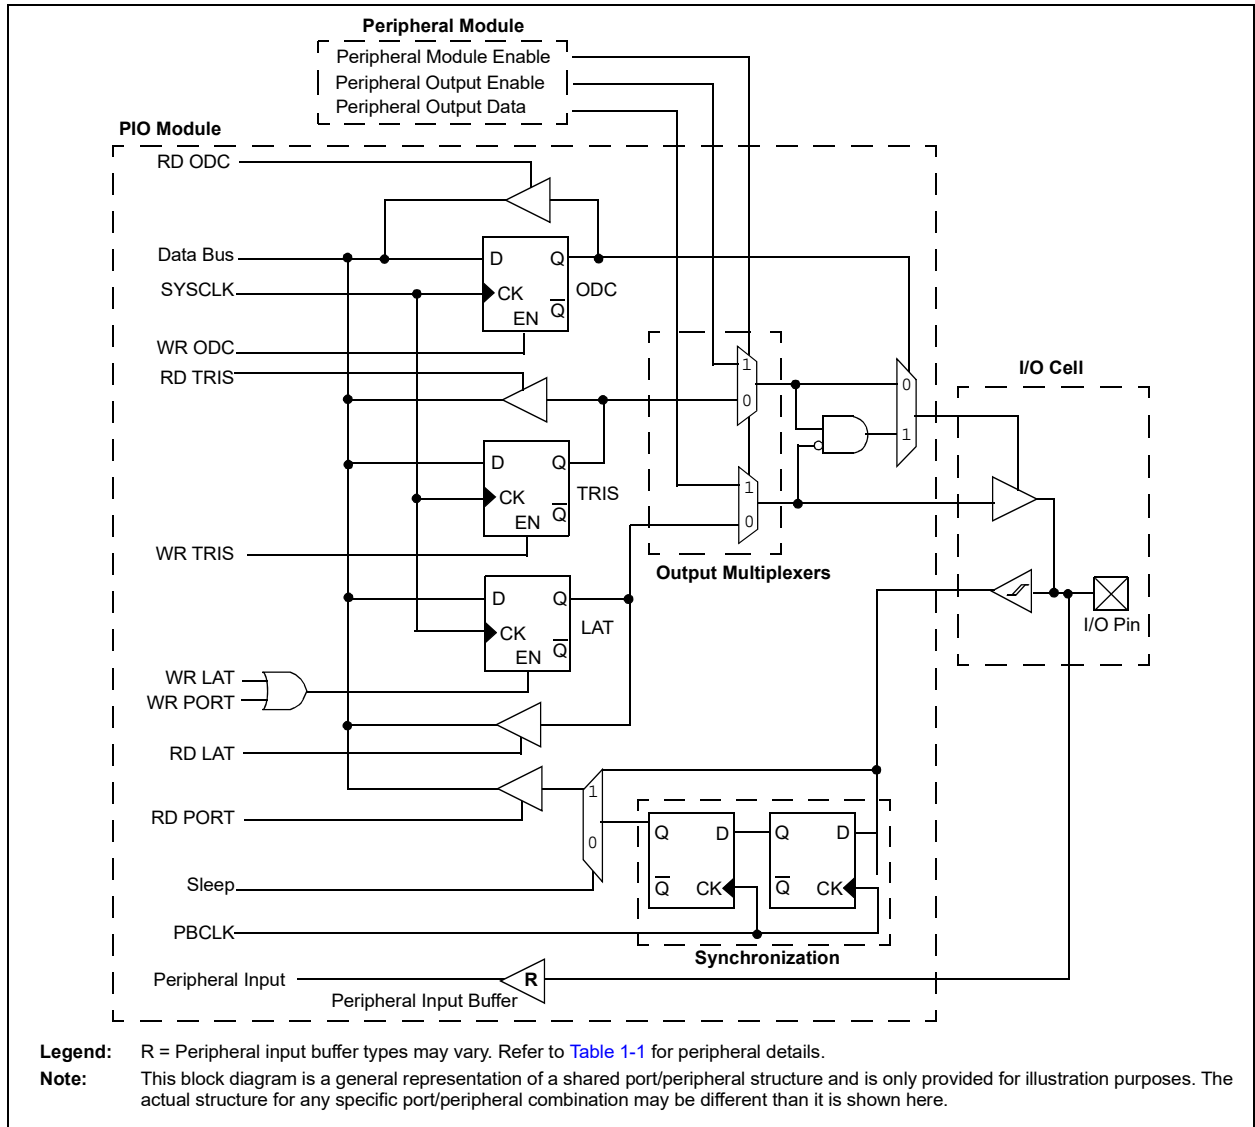 Peripheral Module
Peripheral Module Enable
Peripheral Output Enable
Peripheral Output Data
PIO Module
RD ODC
Data Bus
D Q
SYSCLK
CK
ODC
Q
EN
WR ODC
RD TRIS
1
0
0
1
I/O Cell
D Q
CK
TRIS
Q
EN
1
0
WR TRIS
Output Multiplexers
D Q
CK
LAT
Q
EN
I/O Pin
WR LAT
WR PORT
RD LAT
1
0
RD PORT
Q D
Q D
Q CK
Q CK
Sleep
PBCLK
Synchronization
Peripheral Input
R
Peripheral Input Buffer
Legend: R = Peripheral input buffer types may vary. Refer to Table 1-1 for peripheral details.
Note: This block diagram is a general representation of a shared port/peripheral structure and is only provided for illustration purposes. The
actual structure for any specific port/peripheral combination may be different than it is shown here.